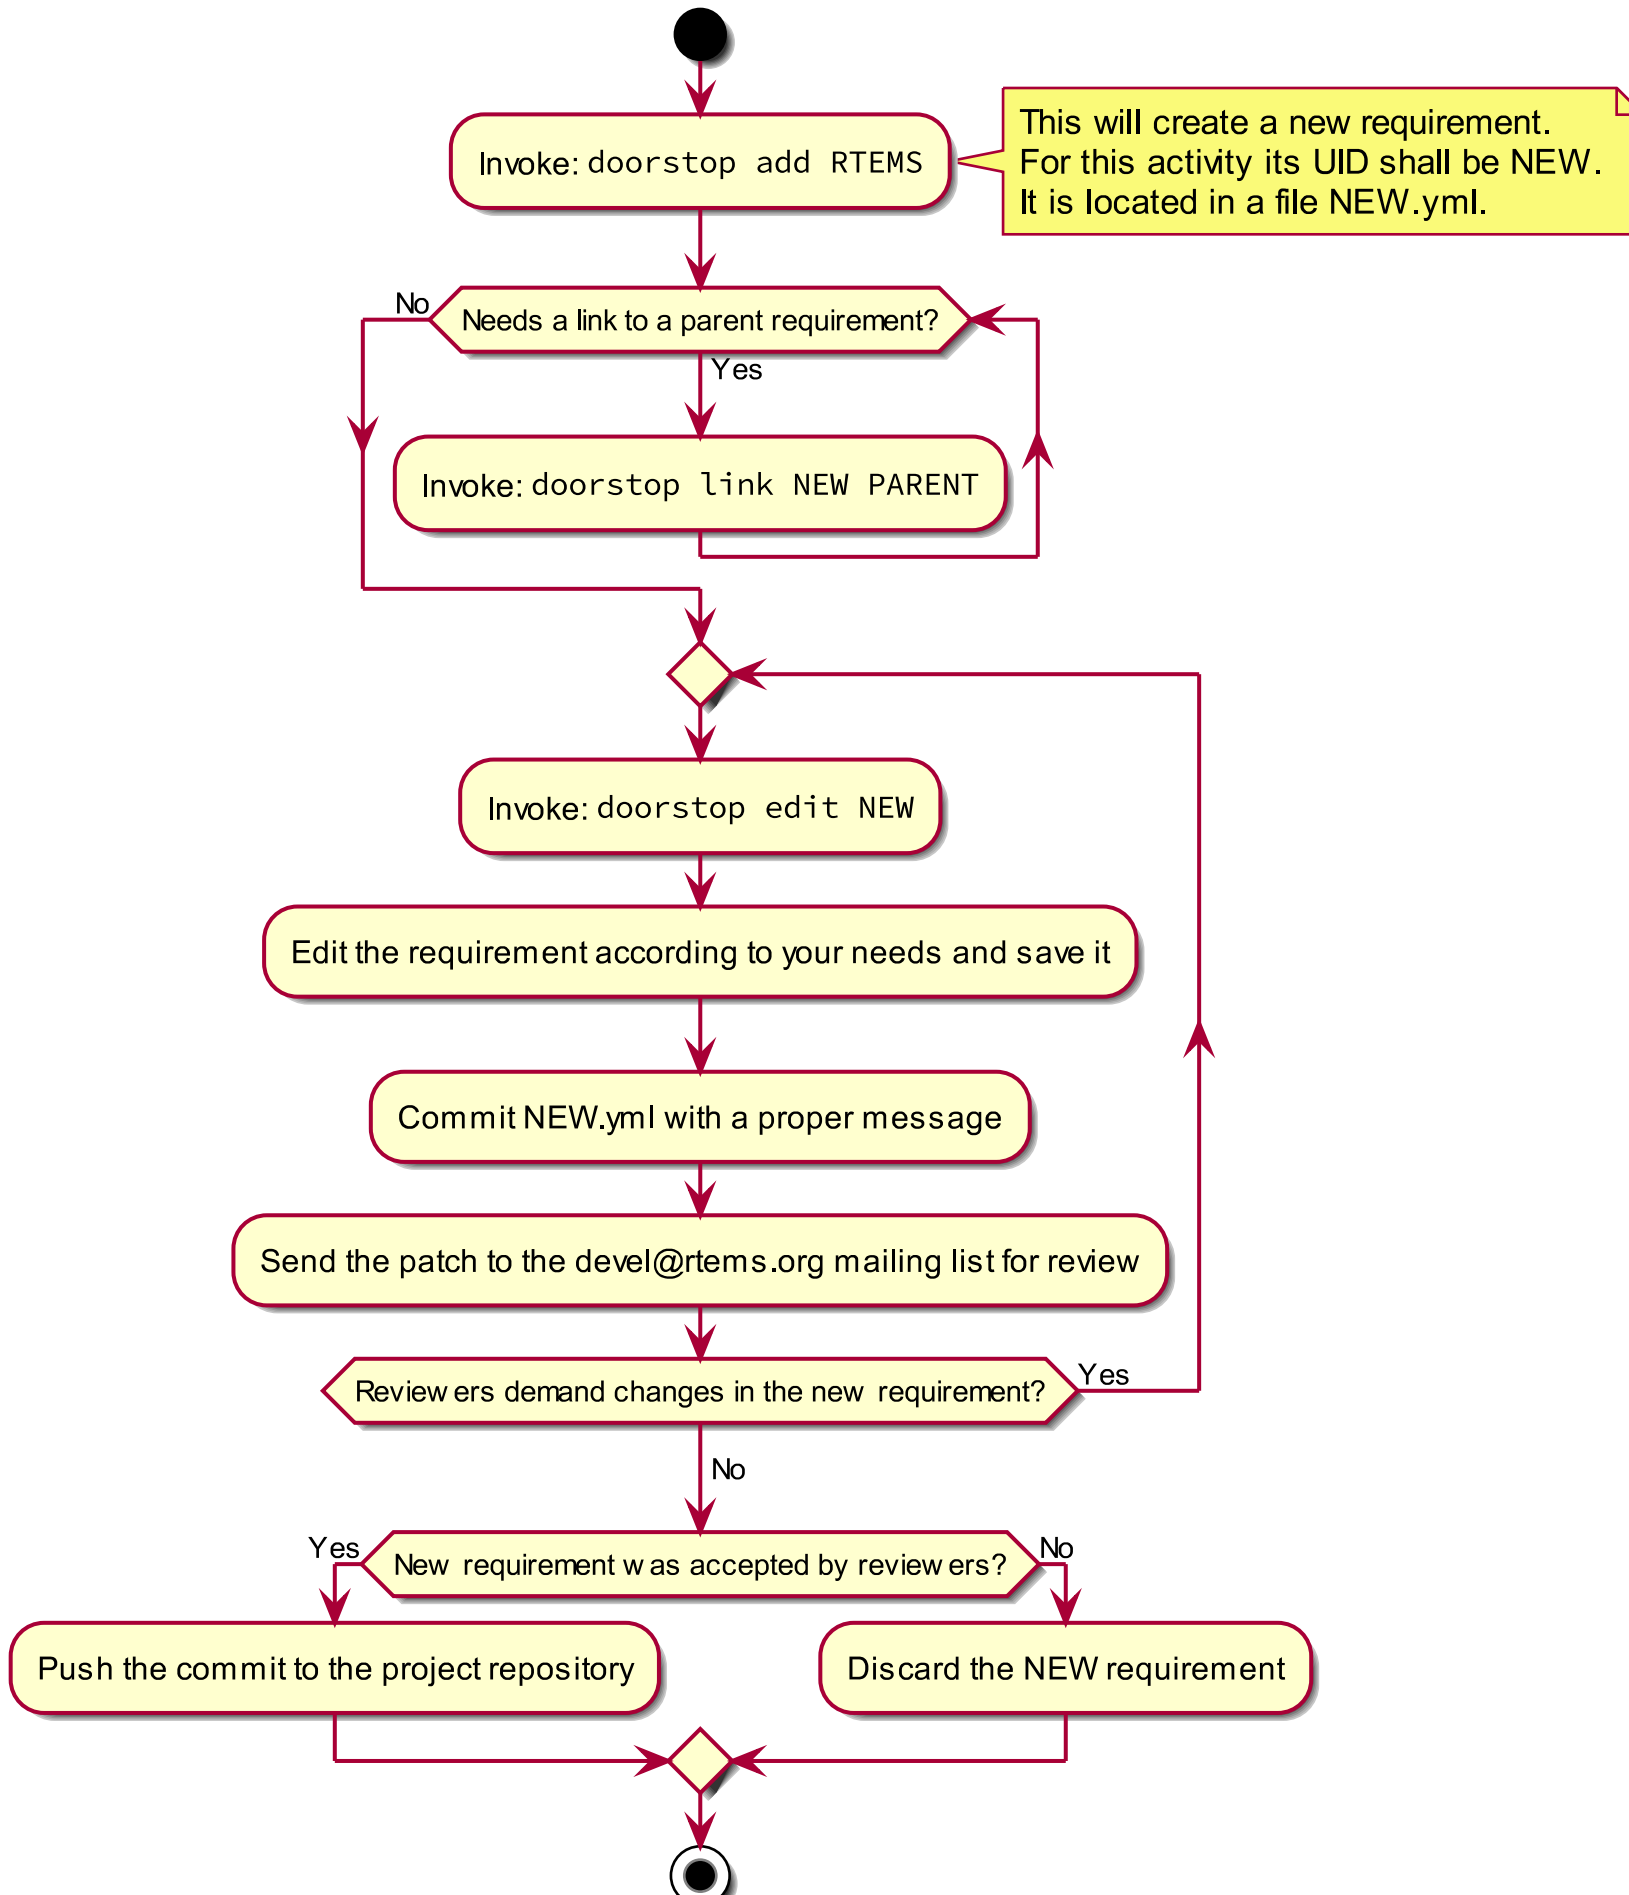 Invoke: doorstop add RTEMS
This will create a new requirement.
For this activity its UID shall be NEW.
It is located in a file NEW.yml.
No
Needs a link to a parent requirement?
Yes
Invoke: doorstop link NEW PARENT
Invoke: doorstop edit NEW
Edit the requirement according to your needs and save it
Commit NEW.yml with a proper message
Send the patch to the devel@rtems.org mailing list for review
Reviewers demand changes in the new requirement?
Yes
No
Yes
New requirement was accepted by reviewers?
No
Push the commit to the project repository
Discard the NEW requirement